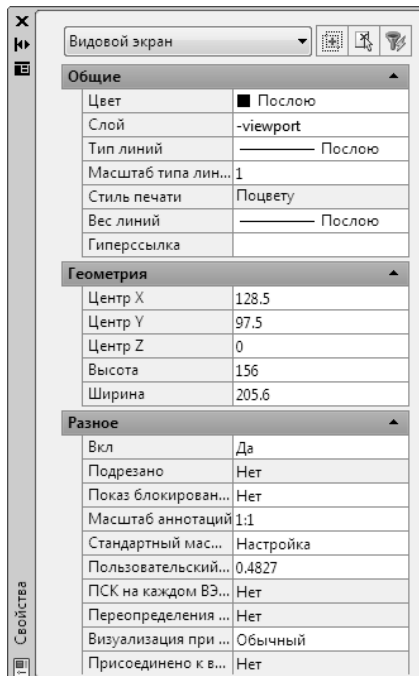 Видовой экран
Общие
Цвет Послою
Слой -viewport
Тип линий Послою
Масштаб типа лин... 1
Стиль печати Поцвету
Вес линий Послою
Гиперссылка
Геометрия
Центр X 128.5
Центр Y 97.5
Центр Z 0
Высота 156
Ширина 205.6
Разное
Вкл Да
Подрезано Нет
Показ блокирован... Нет
Масштаб аннотаций 1:1
Стандартный мас... Настройка
Пользовательский... 0.4827
ПСК на каждом ВЭ... Нет
Переопределения ... Нет
Визуализация при ... Обычный
Присоединено к в... Нет
Свойства